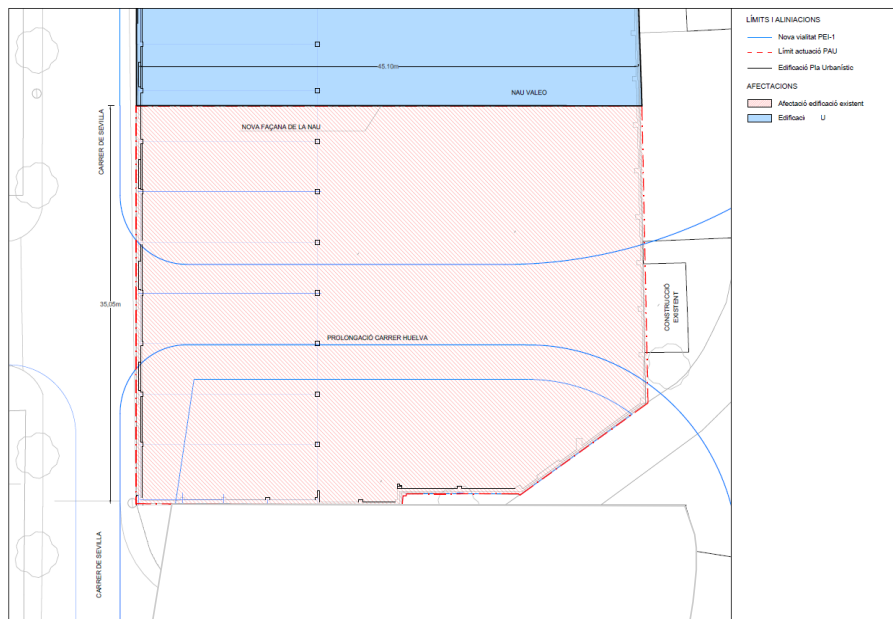 45,10m
NAU VALEO
CARRER DE SEVILLA
NOVA FAÇANA DE LA NAU
35,05m
CONSTRUCCIÓ
EXISTENT
PROLONGACIÓ CARRER HUELVA
CARRER DE SEVILLA
LÍMITS I ALINIACIONS
Nova vialitat PEI-1
Límit actuació PAU
Edificació Pla Urbanístic
AFECTACIONS
Afectació edificació existent
Edificaci U